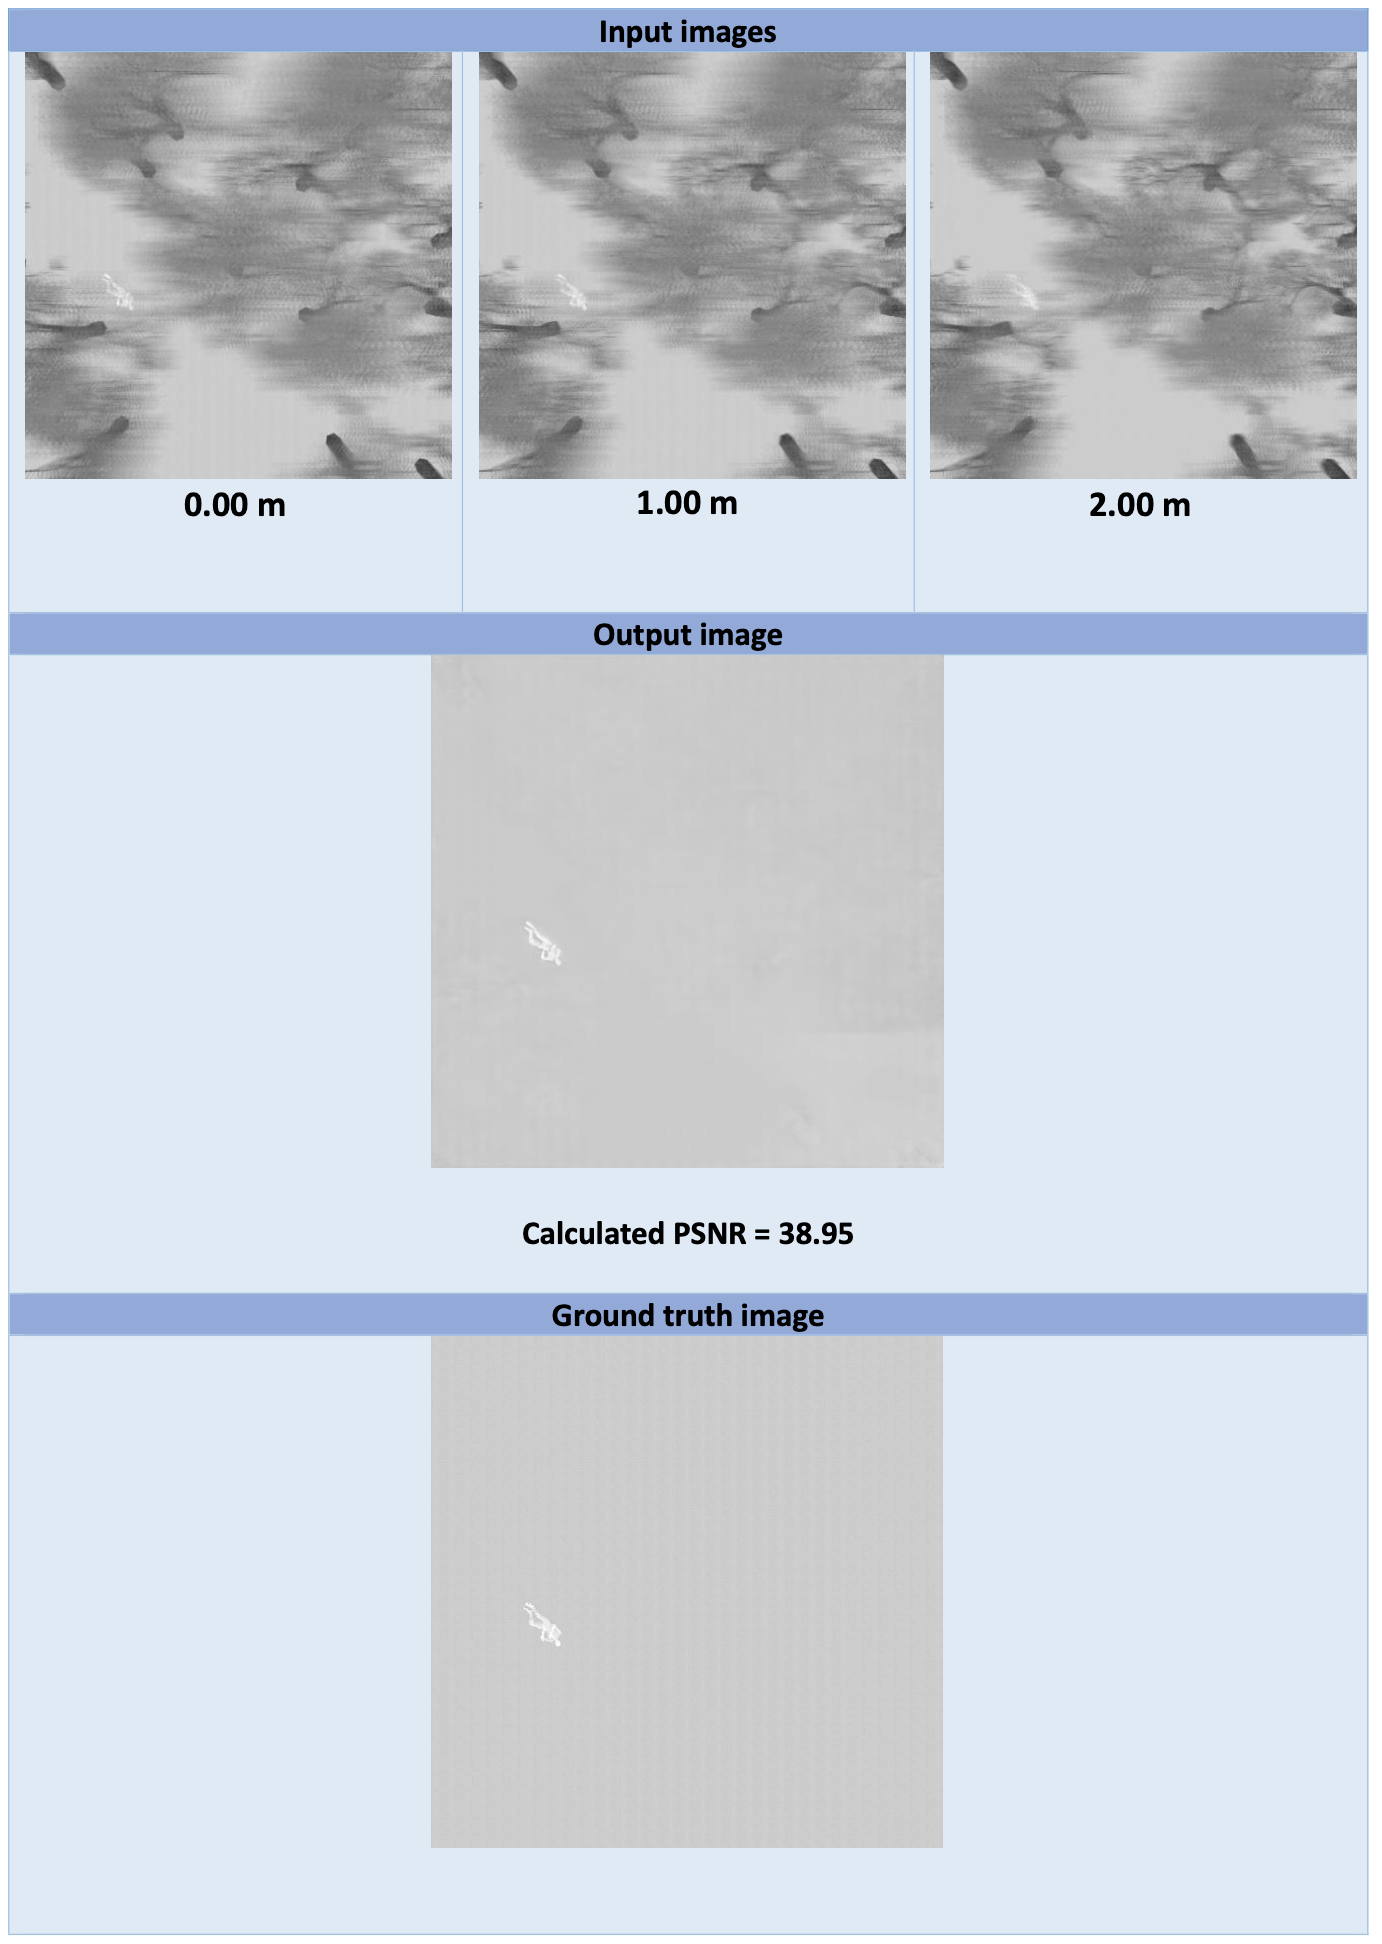 Input images
0.00 m
1.00 m
2.00 m
Output image
Calculated PSNR = 38.95
Ground truth image